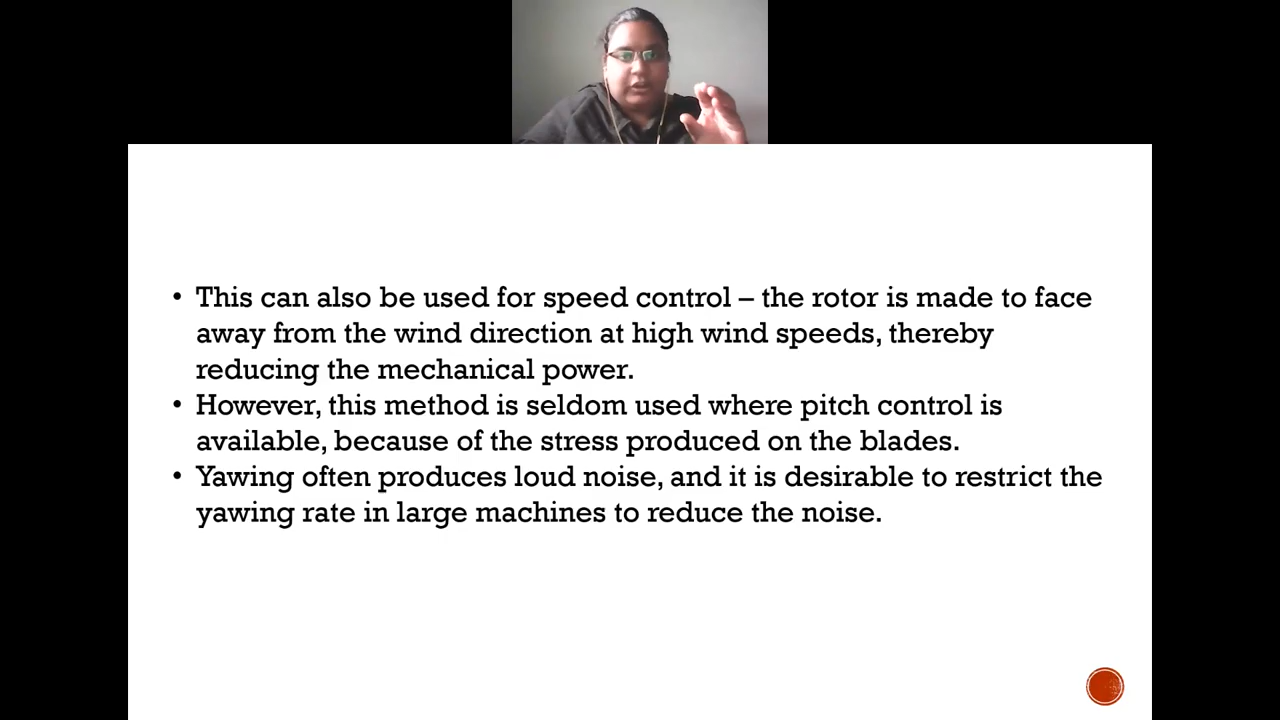 • This can also be used for speed control – the rotor is made to face
away from the wind direction at high wind speeds, thereby
reducing the mechanical power.
• However, this method is seldom used where pitch control is
available, because of the stress produced on the blades.
• Yawing often produces loud noise, and it is desirable to restrict the
yawing rate in large machines to reduce the noise.